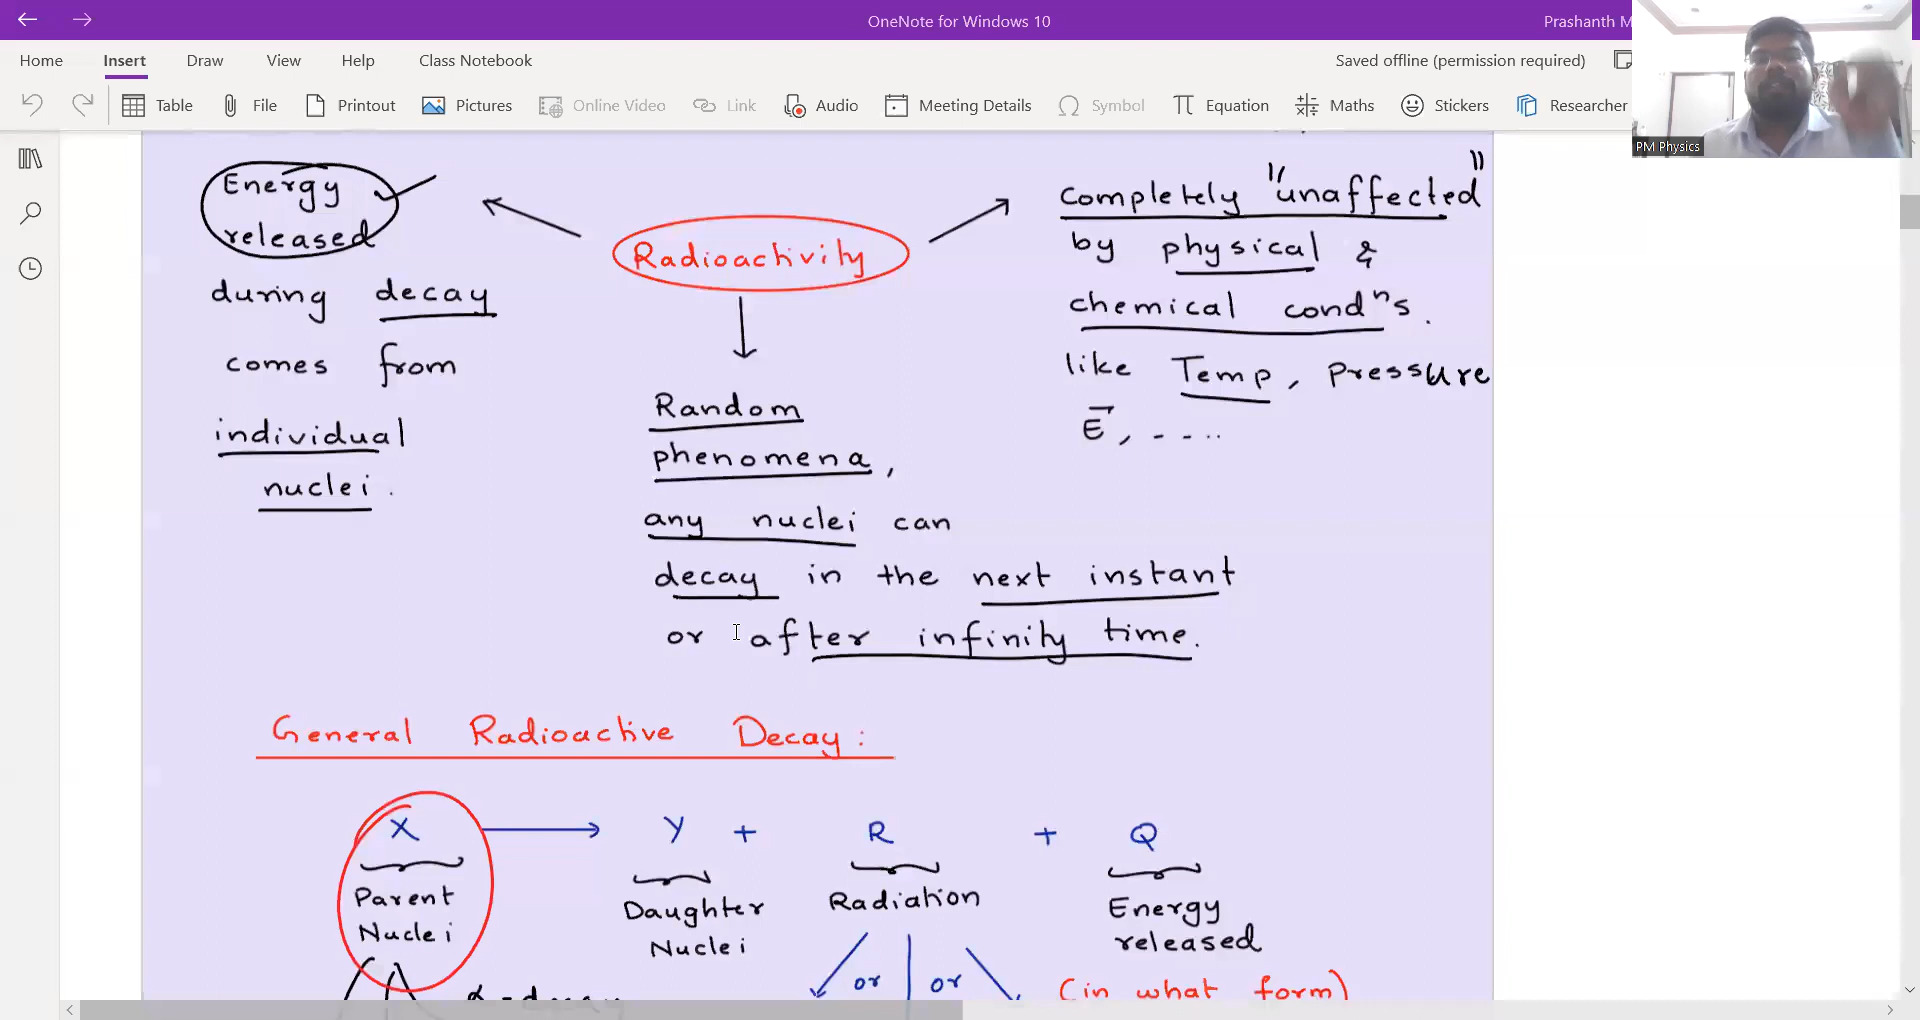 OneNote for Windows 10
Prashanth M
Home
Insert
Draw
View
Help
Class Notebook
Saved offline (permission required)
Table
File
Printout
Pictures
Online Video
Link
Audio
Meeting Details
Symbol
Equation
Maths
Stickers
Researcher
PM Physics
Energy
released
during decay
comes from
individual
nuclei.
Radioactivity
Random
phenomena,
any nuclei can
decay in the next instant
or after infinity time.
completely "unaffected"
by physical &
chemical condⁿs.
like Temp, pressure
E⃗, -----
General Radioactive Decay:
X → Y + R + Q
Parent
Nuclei
Daughter
Nuclei
Radiation
Energy
released
or or
(in what form)